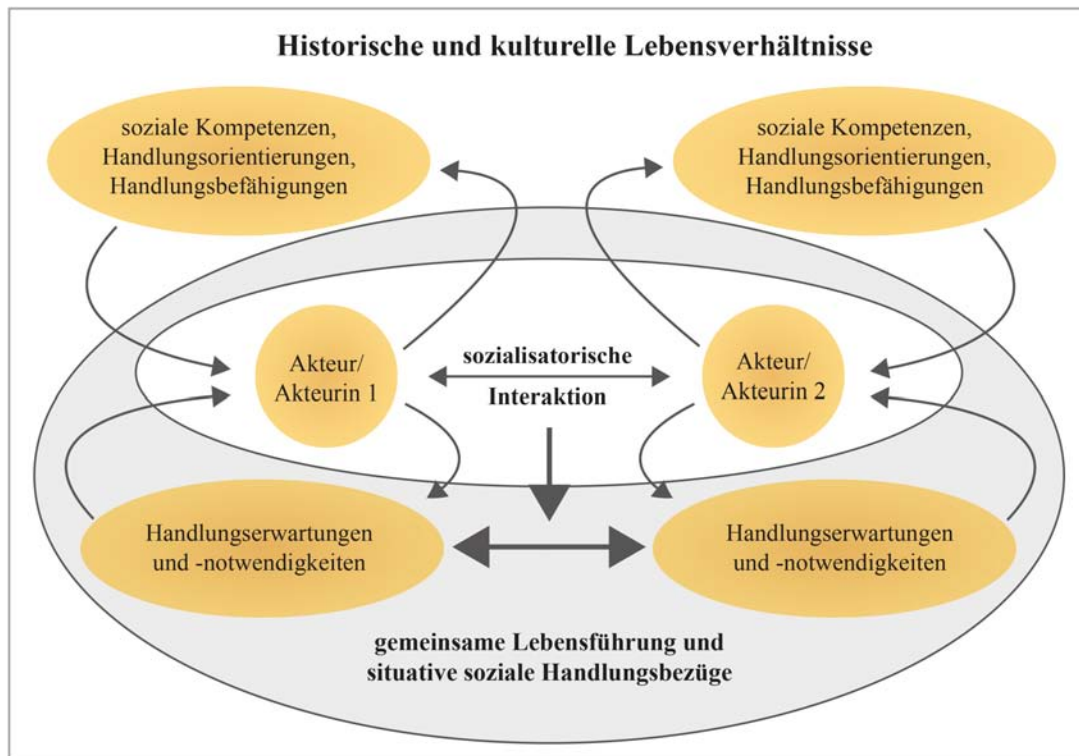 Historische und kulturelle Lebensverhältnisse
soziale Kompetenzen,
Handlungsorientierungen,
Handlungsbefähigungen
soziale Kompetenzen,
Handlungsorientierungen,
Handlungsbefähigungen
Akteur/
Akteurin 1
sozialisatorische
Interaktion
Akteur/
Akteurin 2
Handlungserwartungen
und -notwendigkeiten
Handlungserwartungen
und -notwendigkeiten
gemeinsame Lebensführung und
situative soziale Handlungsbezüge